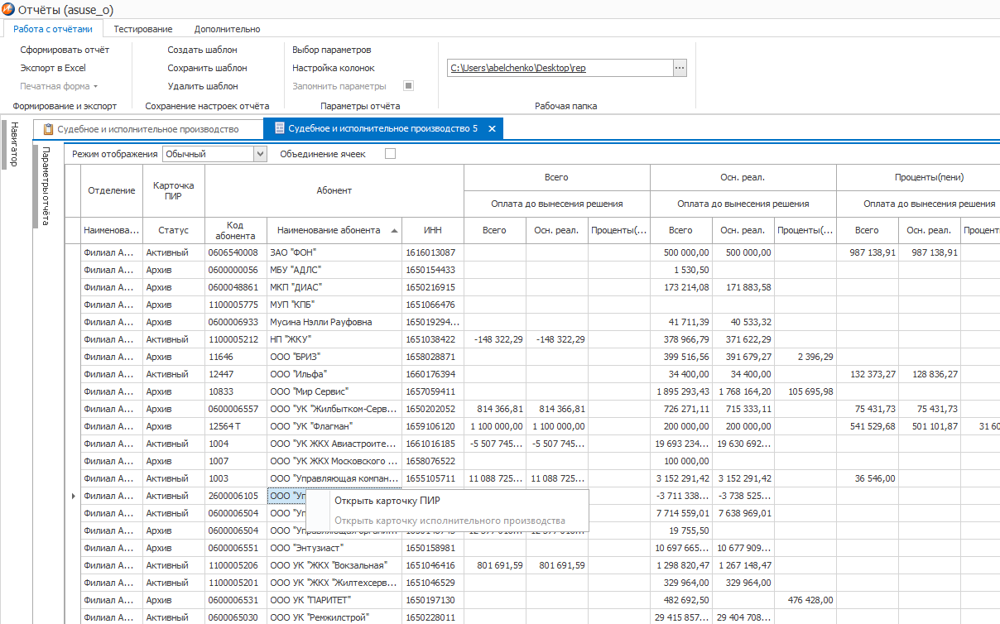 Отчёты (asuse_o)
Работа с отчётами Тестирование Дополнительно
Сформировать отчёт Создать шаблон Выбор параметров
Экспорт в Excel Сохранить шаблон Настройка колонок C:\Users\abelchenko\Desktop\rep ...
Печатная форма Удалить шаблон Запомнить параметры
Формирование и экспорт Сохранение настроек отчёта Параметры отчёта Рабочая папка
Навигатор
Судебное и исполнительное производство Судебное и исполнительное производство 5
Параметры отчёта
Режим отображения Обычный Объединение ячеек
Отделение Карточка ПИР Абонент Всего Осн. реал. Проценты(пени)
Оплата до вынесения решения Оплата до вынесения решения Оплата до вынесения решения
Наименова... Статус Код абонента Наименование абонента ИНН Всего Осн. реал. Проценты(... Всего Осн. реал. Проценты(... Всего Осн. реал. Процент
Филиал А... Активный 0606540008 ЗАО "ФОН" 1616013087 500 000,00 500 000,00 987 138,91 987 138,91
Филиал А... Архив 0600000056 МБУ "АДЛС" 1650154433 1 530,50
Филиал А... Архив 0600048861 МКП "ДИАС" 1650216915 173 214,08 171 883,58
Филиал А... Архив 1100005775 МУП "КПБ" 1651066476
Филиал А... Архив 0600006933 Мусина Нэлли Рауфовна 165019294... 41 711,39 40 533,32
Филиал А... Активный 1100005212 НП "ЖКУ" 1651038422 -148 322,29 -148 322,29 378 966,79 371 622,29
Филиал А... Архив 11646 ООО "БРИЗ" 1658028871 399 516,56 391 679,27 2 396,29
Филиал А... Активный 12447 ООО "Ильфа" 1660176394 34 400,00 34 400,00 132 373,27 128 836,27
Филиал А... Архив 10833 ООО "Мир Сервис" 1657059411 1 895 293,43 1 768 164,20 105 695,98
Филиал А... Архив 0600006557 ООО "УК "Жилбытком-Серв... 1650202052 814 366,81 814 366,81 726 271,11 715 333,11 75 431,73 75 431,73
Филиал А... Архив 12564 Т ООО "УК "Флагман" 1659106120 1 100 000,00 1 100 000,00 200 000,00 200 000,00 541 529,68 501 101,87 31 60
Филиал А... Активный 1004 ООО "УК ЖКХ Авиастроите... 1661016185 -5 507 745... -5 507 745... 19 693 234... 19 630 692...
Филиал А... Архив 1007 ООО "УК ЖКХ Московского ... 1658076522 100 000,00
Филиал А... Активный 1003 ООО "Управляющая компан... 1655105711 11 088 725... 11 088 725... 3 152 291,42 3 152 291,42 36 546,00
Филиал А... Активный 2600006105 ООО "Уп -3 711 338... -3 738 525...
Открыть карточку ПИР
Филиал А... Активный 0600006504 ООО "Уп 7 714 559,01 7 638 969,01
Открыть карточку исполнительного производства
Филиал А... Архив 0600006504 ООО "Уп 19 755,50
Филиал А... Архив 0600006551 ООО "Энтузиаст" 1650158981 10 697 665... 10 677 909...
Филиал А... Активный 1100005206 ООО УК "ЖКХ "Вокзальная" 1651046416 801 691,59 801 691,59 1 298 820,47 1 267 148,47
Филиал А... Активный 1100005201 ООО УК "ЖКХ "Жилтехсерв... 1651046529 329 964,00 329 964,00
Филиал А... Архив 0600006531 ООО УК "ПАРИТЕТ" 1650197130 482 692,50 476 428,00
Филиал А... Активный 0600065030 ООО УК "Ремжилстрой" 1650228011 29 415 857... 29 404 708...